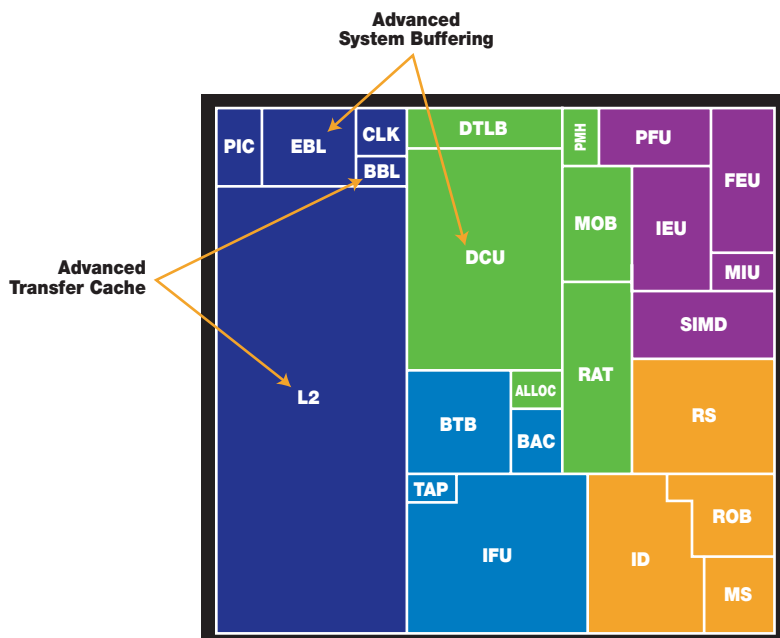 Advanced
System Buffering
PIC
EBL
CLK
BBL
DTLB
PMH
PFU
FEU
MOB
IEU
DCU
MIU
Advanced
Transfer Cache
SIMD
L2
RAT
ALLOC
RS
BTB
BAC
TAP
ROB
IFU
ID
MS